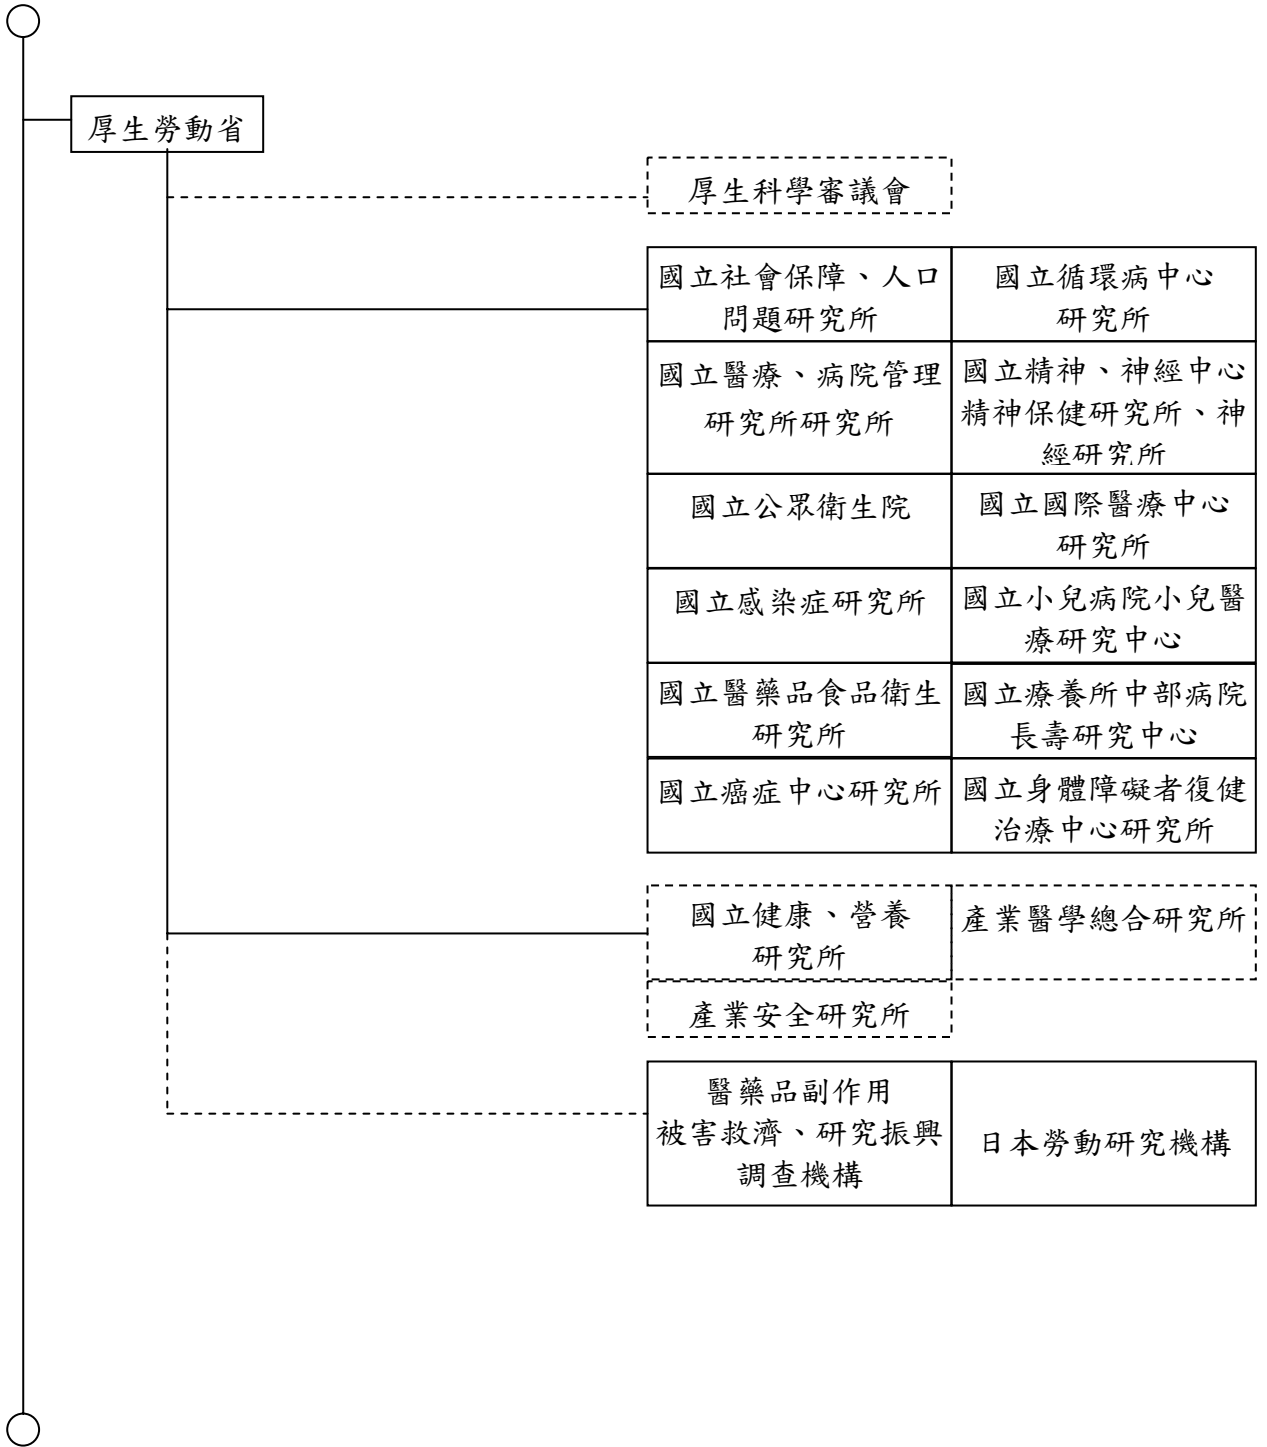 厚生勞動省
厚生科學審議會
國立社會保障、人口
問題研究所
國立循環病中心
研究所
國立醫療、病院管理
研究所研究所
國立精神、神經中心
精神保健研究所、神
經研究所
國立公眾衛生院
國立國際醫療中心
研究所
國立感染症研究所
國立小兒病院小兒醫
療研究中心
國立醫藥品食品衛生
研究所
國立療養所中部病院
長壽研究中心
國立癌症中心研究所
國立身體障礙者復健
治療中心研究所
國立健康、營養
研究所
產業醫學總合研究所
產業安全研究所
醫藥品副作用
被害救濟、研究振興
調查機構
日本勞動研究機構